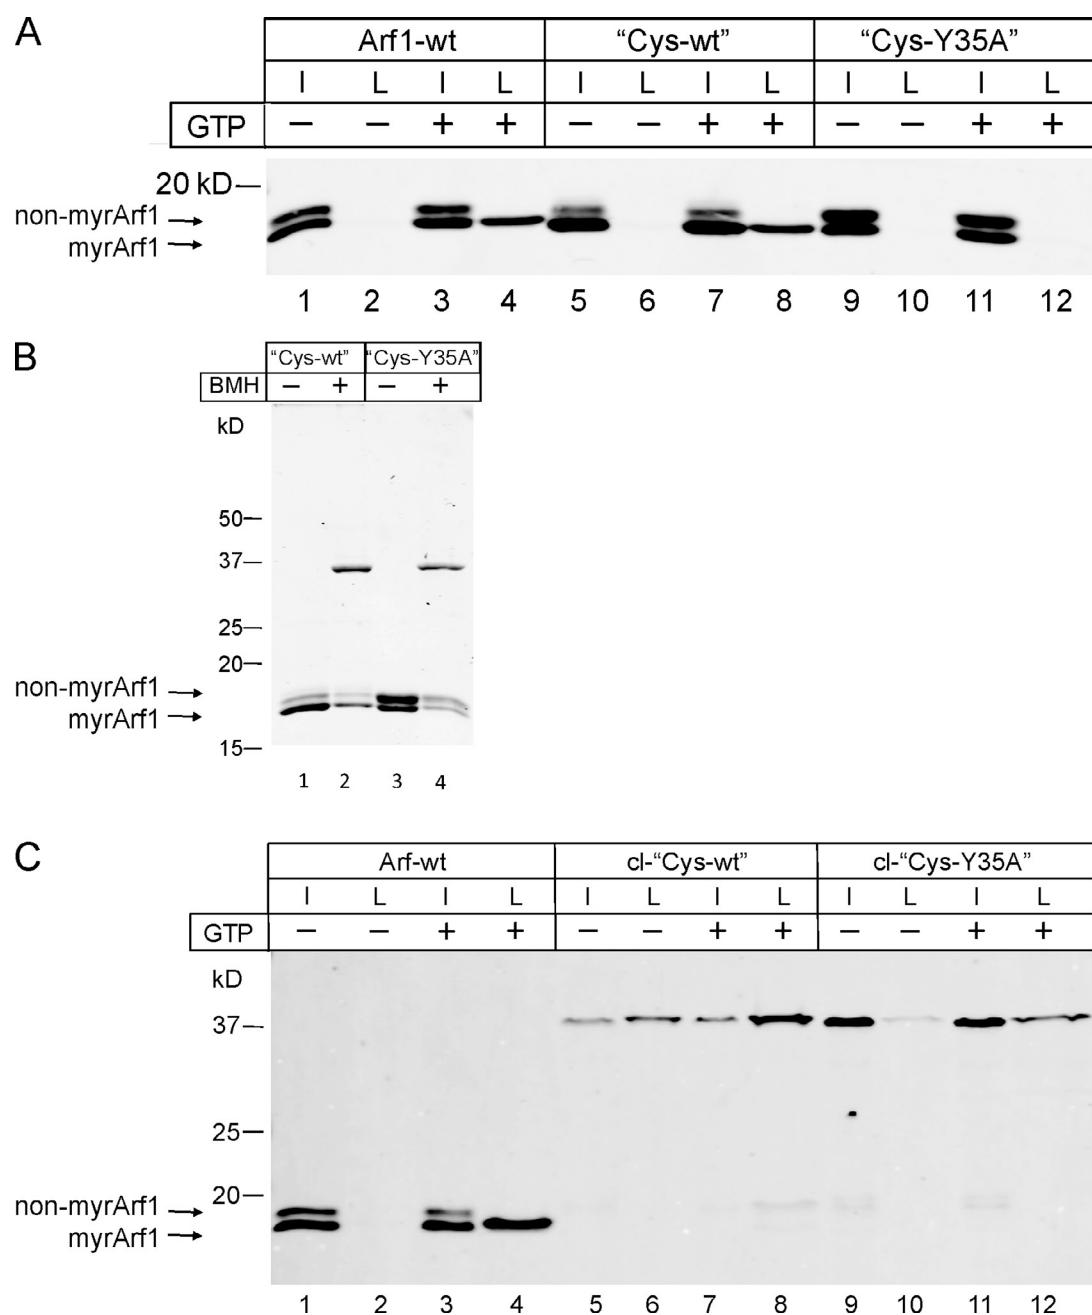 A
Arf1-wt “Cys-wt” “Cys-Y35A”
I L I L I L I L I L I L
GTP − − + + − − + + − − + +
20 kD
non-myrArf1
myrArf1
1 2 3 4 5 6 7 8 9 10 11 12
B
“Cys-wt” “Cys-Y35A”
BMH − + − +
kD
50
37
25
20
non-myrArf1
myrArf1
15
1 2 3 4
C
Arf-wt cl-“Cys-wt” cl-“Cys-Y35A”
I L I L I L I L I L I L
GTP − − + + − − + + − − + +
kD
37
25
20
non-myrArf1
myrArf1
1 2 3 4 5 6 7 8 9 10 11 12